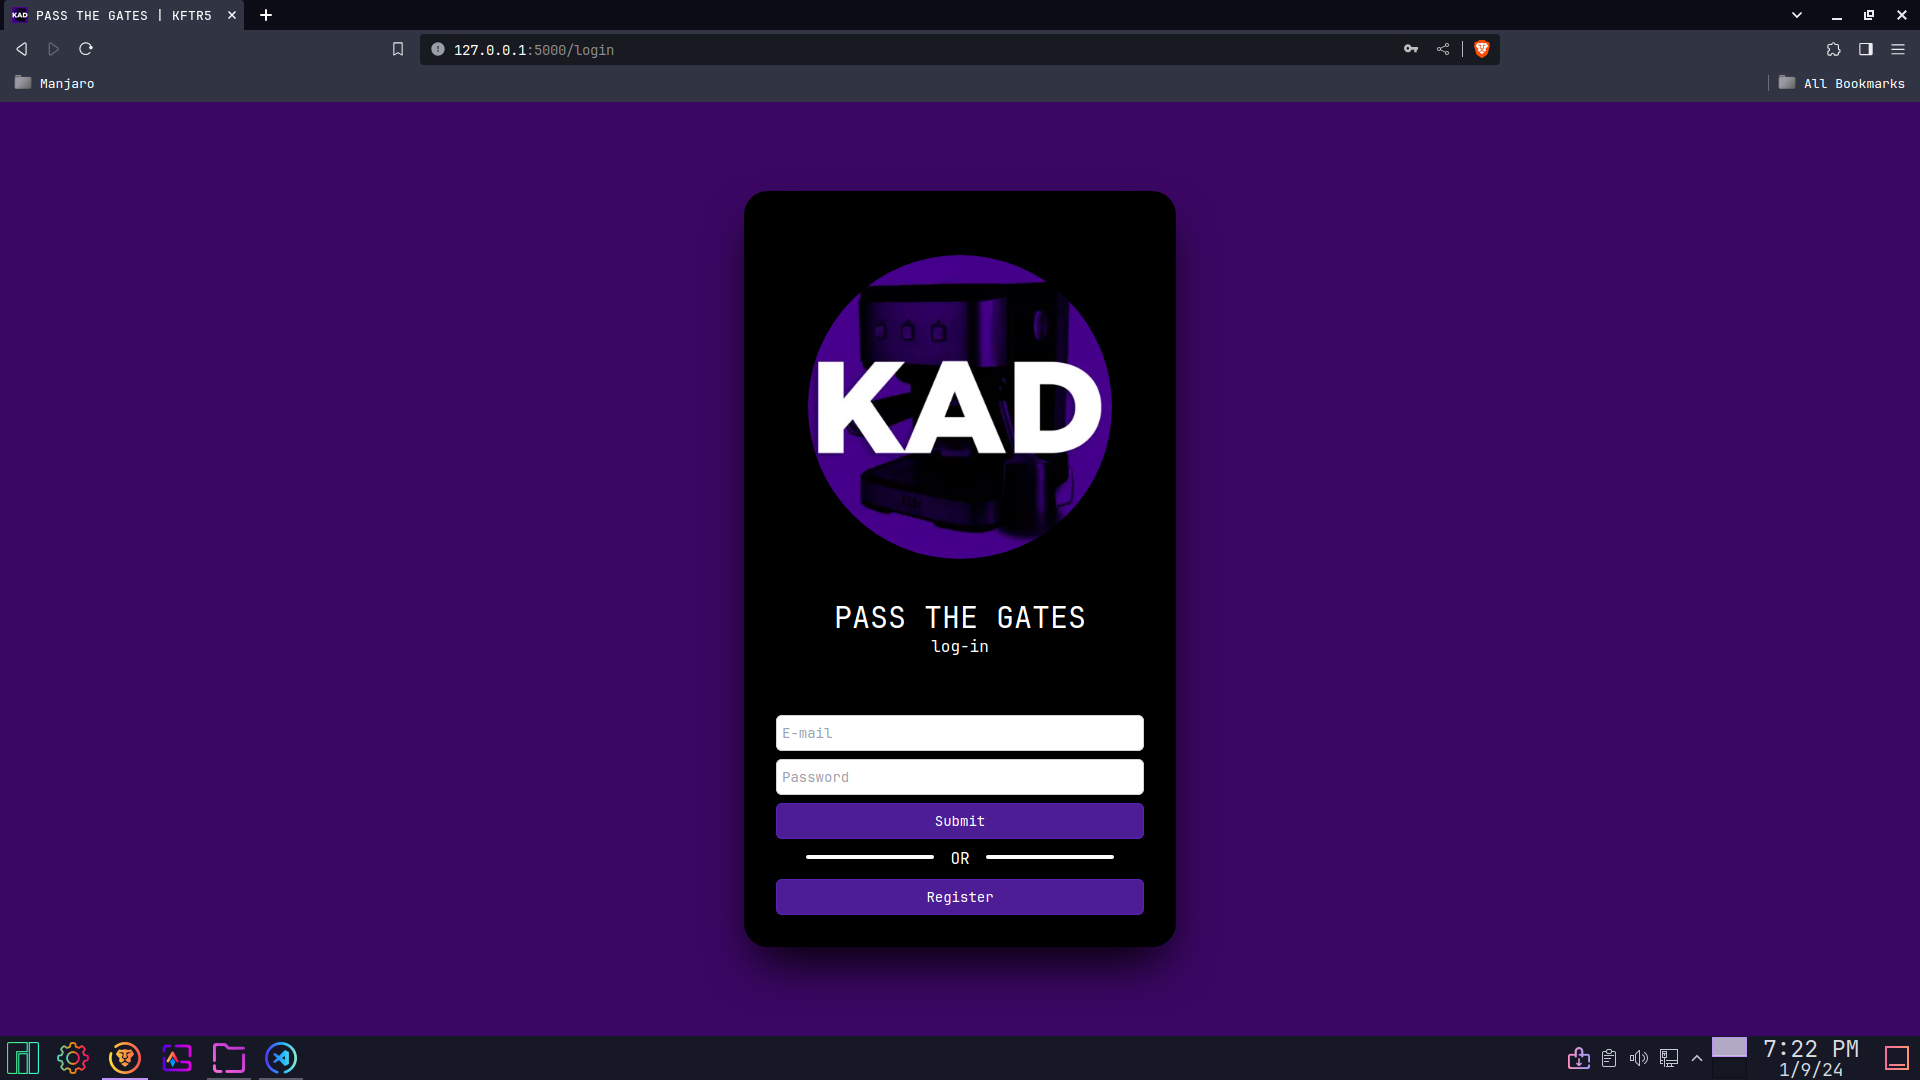 PASS THE GATES | KFTR5
127.0.0.1:5000/login
Manjaro
All Bookmarks
KAD
PASS THE GATES
log-in
E-mail
Password
Submit
OR
Register
7:22 PM
1/9/24